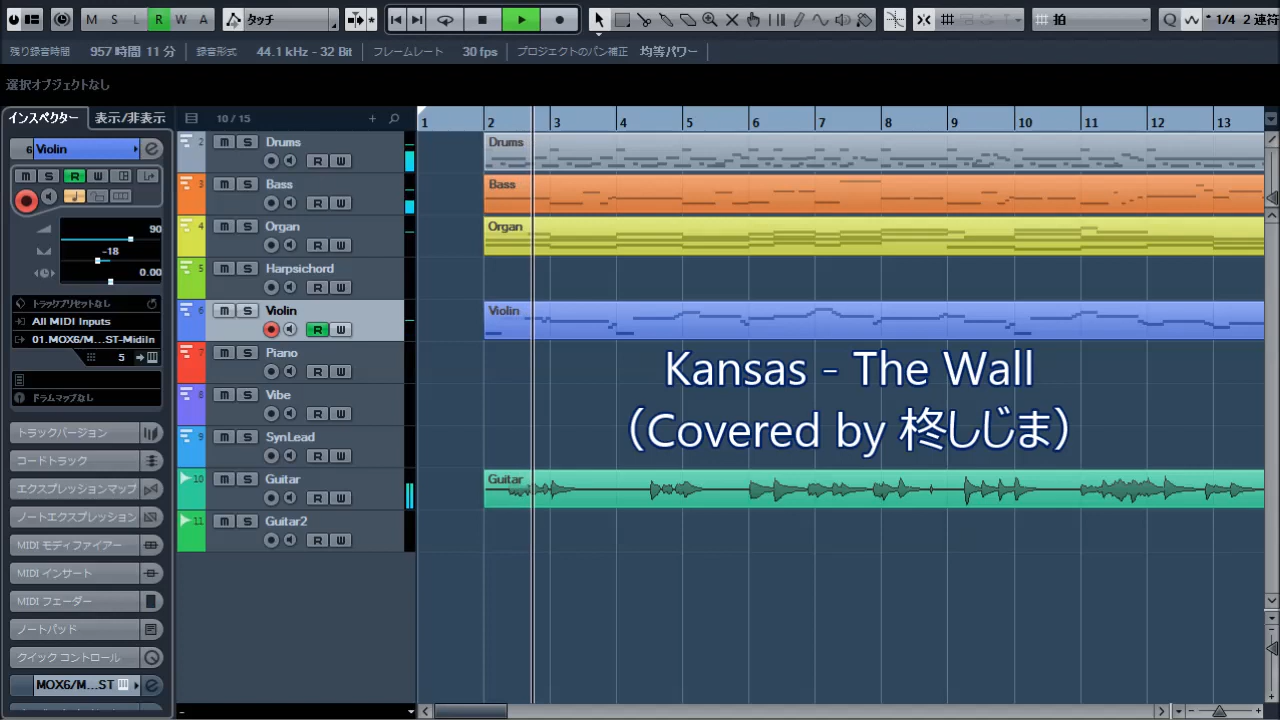 M S L R W A タッチ 拍 Q 1/4 2 連符
残り録音時間 957 時間 11 分 録音形式 44.1 kHz - 32 Bit フレームレート 30 fps プロジェクトのパン補正 均等パワー
選択オブジェクトなし
インスペクター 表示/非表示 10 / 15
1 2 3 4 5 6 7 8 9 10 11 12 13
6 Violin
m S R W
90
-18
0.00
トラックプリセットなし
All MIDI Inputs
01.MOX6/M...ST-MidiIn
5
ドラムマップなし
トラックバージョン
コードトラック
エクスプレッションマップ
ノートエクスプレッション
MIDI モディファイアー
MIDI インサート
MIDI フェーダー
ノートパッド
クイック コントロール
MOX6/M...ST
2 m S Drums
R W
3 m S Bass
R W
4 m S Organ
R W
5 m S Harpsichord
R W
6 m S Violin
R W
7 m S Piano
R W
8 m S Vibe
R W
9 m S SynLead
R W
10 m S Guitar
R W
11 m S Guitar2
R W
Drums
Bass
Organ
Violin
Kansas - The Wall
（Covered by 柊しじま）
Guitar